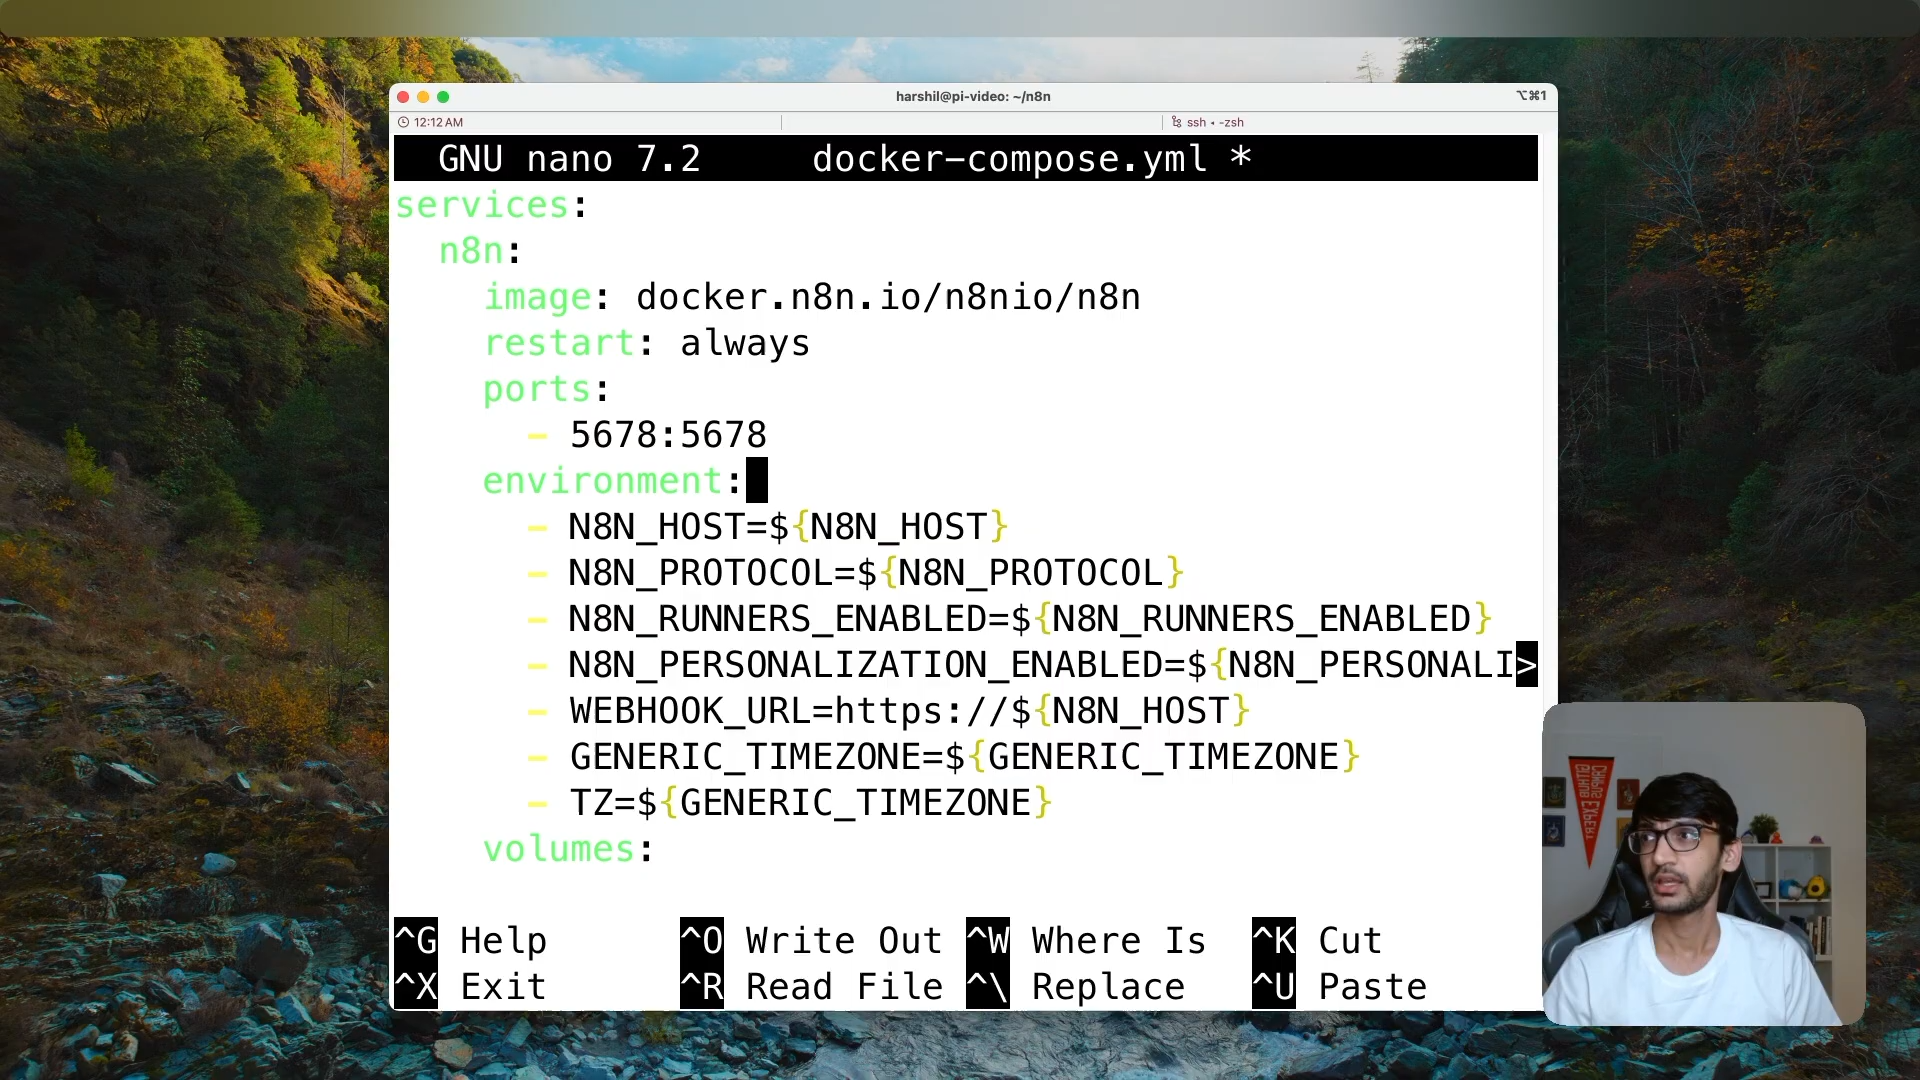 harshil@pi-video: ~/n8n
⌥⌘1
12:12 AM
ssh • -zsh
GNU nano 7.2 docker-compose.yml *
services:
n8n:
image: docker.n8n.io/n8nio/n8n
restart: always
ports:
- 5678:5678
environment:
- N8N_HOST=${N8N_HOST}
- N8N_PROTOCOL=${N8N_PROTOCOL}
- N8N_RUNNERS_ENABLED=${N8N_RUNNERS_ENABLED}
- N8N_PERSONALIZATION_ENABLED=${N8N_PERSONALI>
- WEBHOOK_URL=https://${N8N_HOST}
- GENERIC_TIMEZONE=${GENERIC_TIMEZONE}
- TZ=${GENERIC_TIMEZONE}
volumes:
^G Help ^O Write Out ^W Where Is ^K Cut
^X Exit ^R Read File ^\ Replace ^U Paste